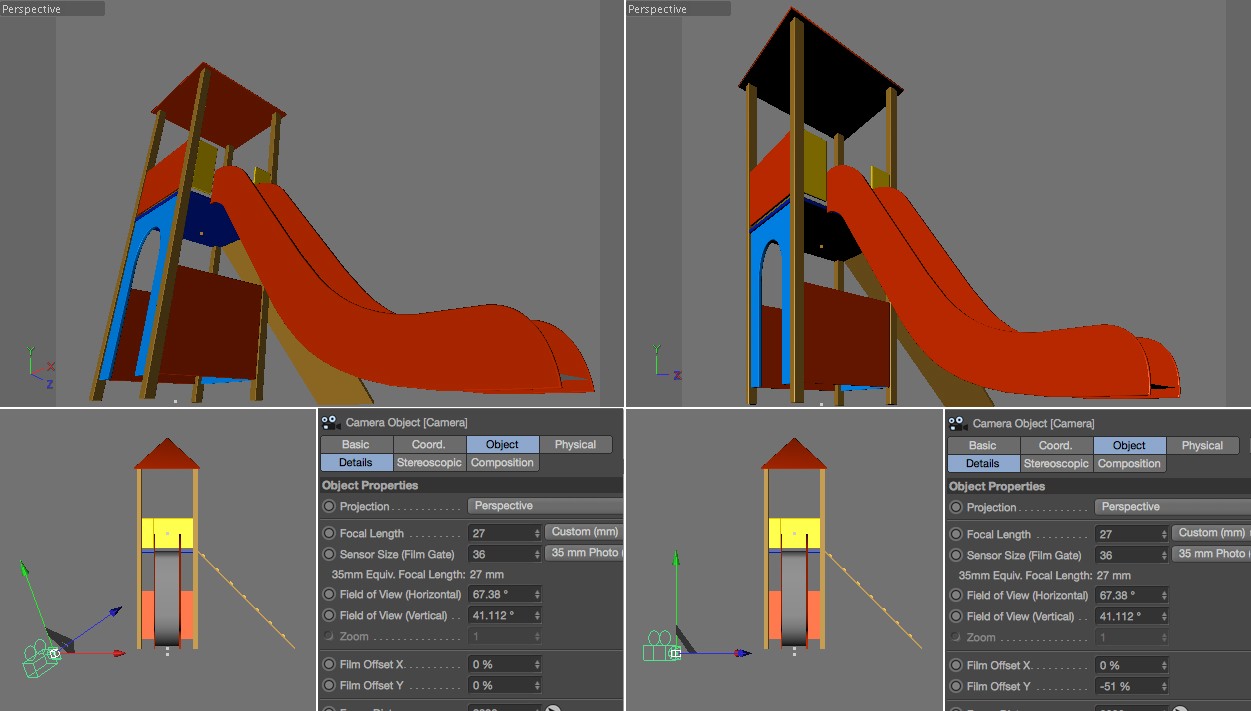 Perspective
Perspective
Y
X
Z
Y
Z
Camera Object [Camera]
Basic Coord. Object Physical
Details Stereoscopic Composition
Object Properties
Projection . . . . . . . . . . Perspective
Focal Length . . . . . . . . 27 Custom (mm)
Sensor Size (Film Gate) 36 35 mm Photo
35mm Equiv. Focal Length: 27 mm
Field of View (Horizontal) 67.38 °
Field of View (Vertical) . . 41.112 °
Zoom . . . . . . . . . . . . . . 1
Film Offset X. . . . . . . . . 0 %
Film Offset Y . . . . . . . . . 0 %
Camera Object [Camera]
Basic Coord. Object Physical
Details Stereoscopic Composition
Object Properties
Projection . . . . . . . . . . Perspective
Focal Length . . . . . . . . 27 Custom (mm)
Sensor Size (Film Gate) 36 35 mm Photo
35mm Equiv. Focal Length: 27 mm
Field of View (Horizontal) 67.38 °
Field of View (Vertical) . . 41.112 °
Zoom . . . . . . . . . . . . . . 1
Film Offset X. . . . . . . . . 0 %
Film Offset Y . . . . . . . . . -51 %